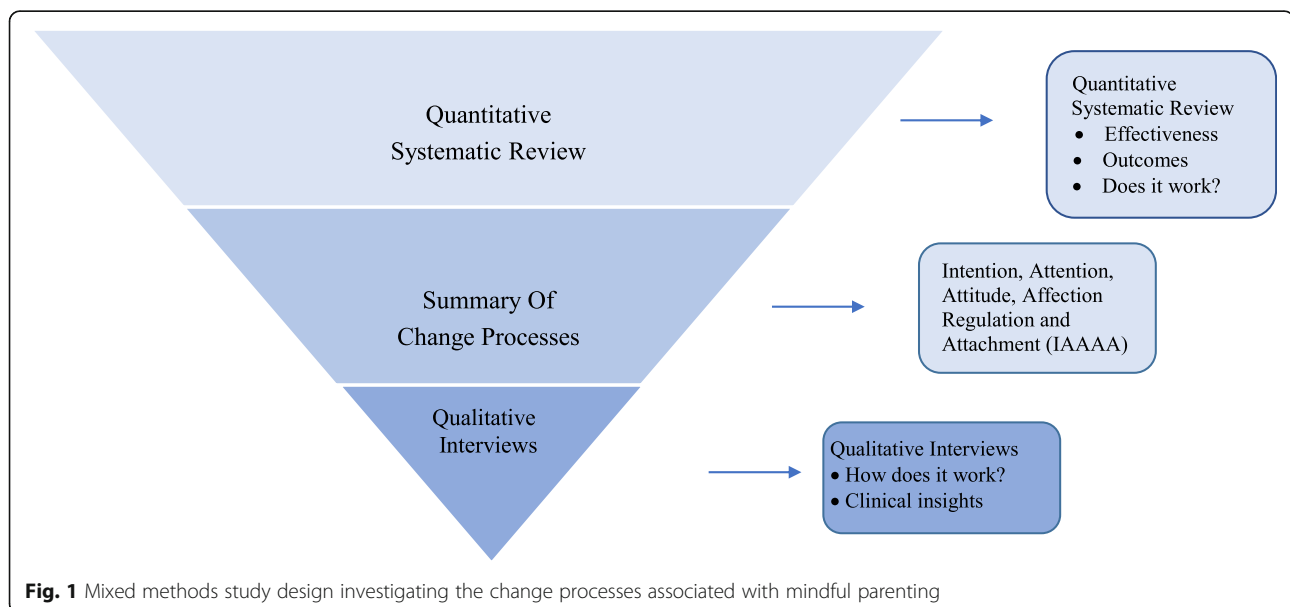 Quantitative
Systematic Review
Quantitative
Systematic Review
• Effectiveness
• Outcomes
• Does it work?
Summary Of
Change Processes
Intention, Attention,
Attitude, Affection
Regulation and
Attachment (IAAAA)
Qualitative
Interviews
Qualitative Interviews
• How does it work?
• Clinical insights
Fig. 1 Mixed methods study design investigating the change processes associated with mindful parenting